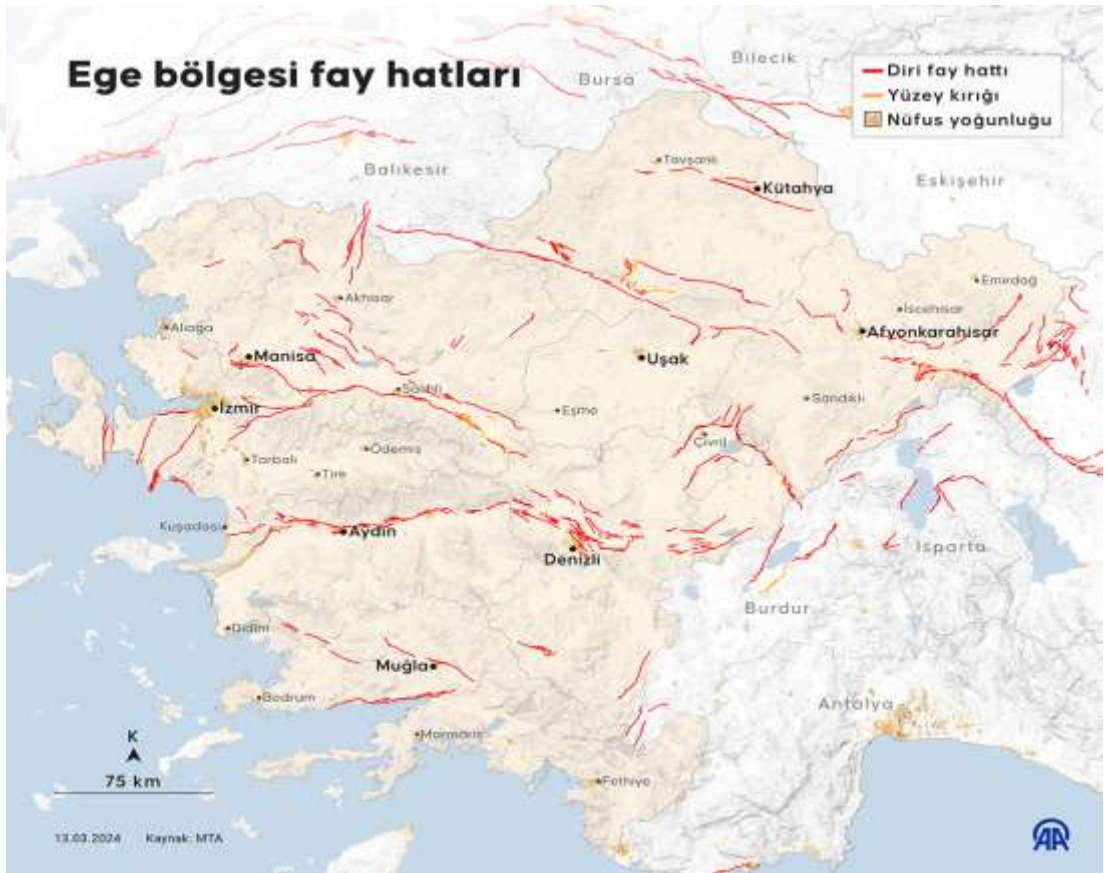 Ege bölgesi fay hatları
Diri fay hattı
Yüzey kırığı
Nüfus yoğunluğu
Bilecik
Bursa
Balıkesir
Tavşanlı
Kütahya
Eskişehir
Akhisar
Emirdağ
İscehisar
Afyonkarahisar
Aliağa
Manisa
Uşak
Salihli
Sandıklı
İzmir
Eşme
Çivril
Torbalı
Ödemiş
Tire
Kuşadası
Aydın
Denizli
Isparta
Burdur
Didim
Muğla
Bodrum
Antalya
Marmaris
Fethiye
K
75 km
13.03.2024 Kaynak: MTA
AA